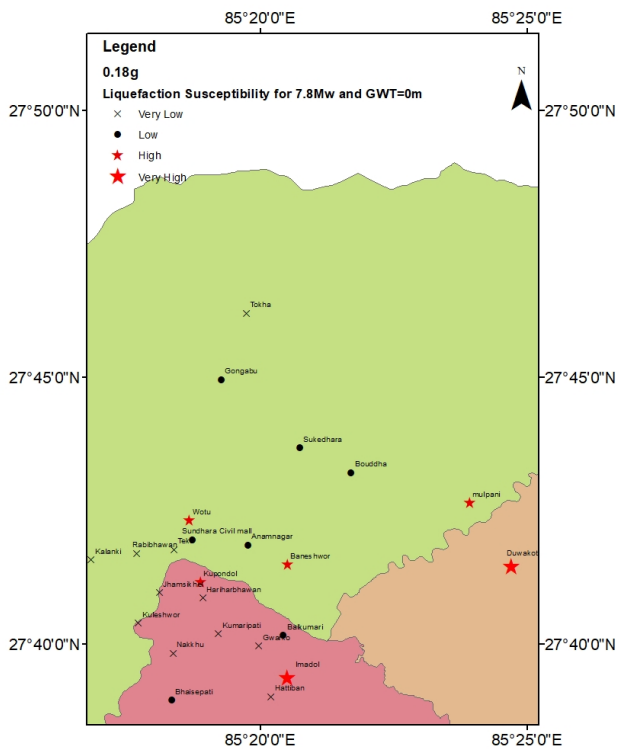 85°20'0"E 85°25'0"E
Legend
0.18g
N
Liquefaction Susceptibility for 7.8Mw and GWT=0m
Very Low
Low
High
Very High
27°50'0"N 27°50'0"N
Tokha
27°45'0"N 27°45'0"N
Gongabu
Sukedhara
Bouddha
mulpani
Wotu
Sundhara Civil mall
Anamnagar
Rabibhawan
Kalanki
Baneshwor
Duwakot
Kupondol
Hariharbhawan
Kuleshwor
Kumaripati
Balkumari
27°40'0"N 27°40'0"N
Nakkhu
Imadol
Bhaisepati
Hattiban
85°20'0"E 85°25'0"E